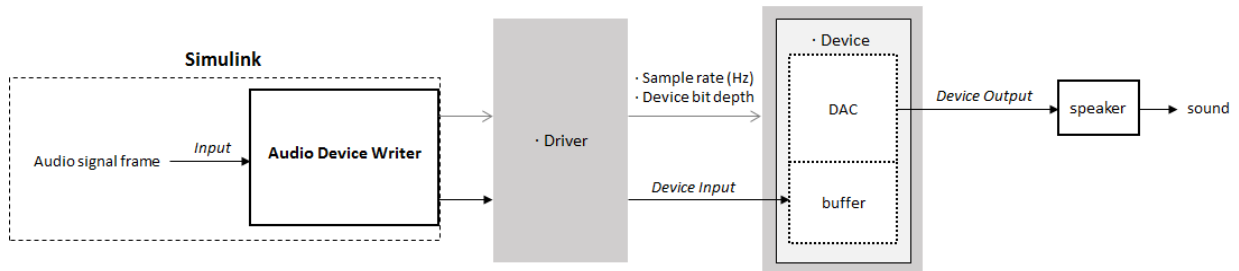 Simulink
Audio signal frame
Input
Audio Device Writer
· Driver
· Sample rate (Hz)
· Device bit depth
Device Input
· Device
DAC
buffer
Device Output
speaker
sound